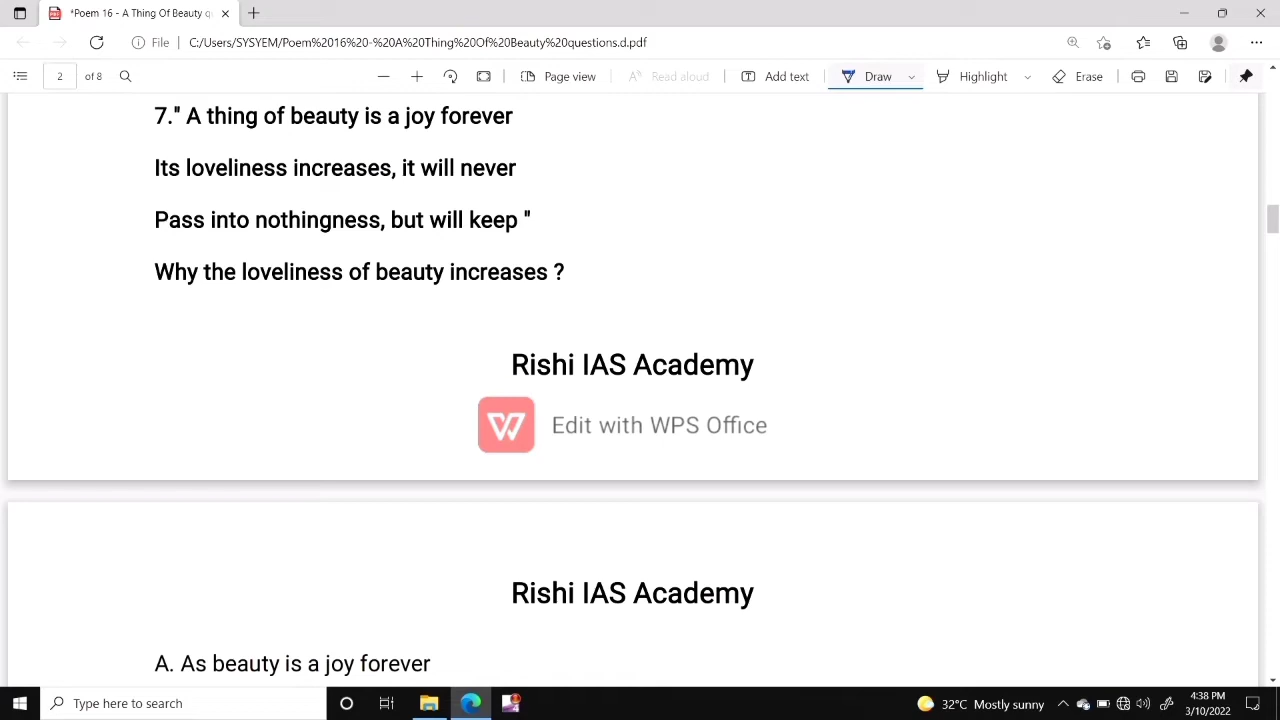 *Poem 16 - A Thing Of Beauty q
File C:/Users/SYSYEM/Poem%2016%20-%20A%20Thing%20Of%20Beauty%20questions.d.pdf
2 of 8 Page view Read aloud Add text Draw Highlight Erase
7." A thing of beauty is a joy forever
Its loveliness increases, it will never
Pass into nothingness, but will keep "
Why the loveliness of beauty increases ?
Rishi IAS Academy
Edit with WPS Office
Rishi IAS Academy
A. As beauty is a joy forever
Type here to search 32°C Mostly sunny 4:38 PM
3/10/2022